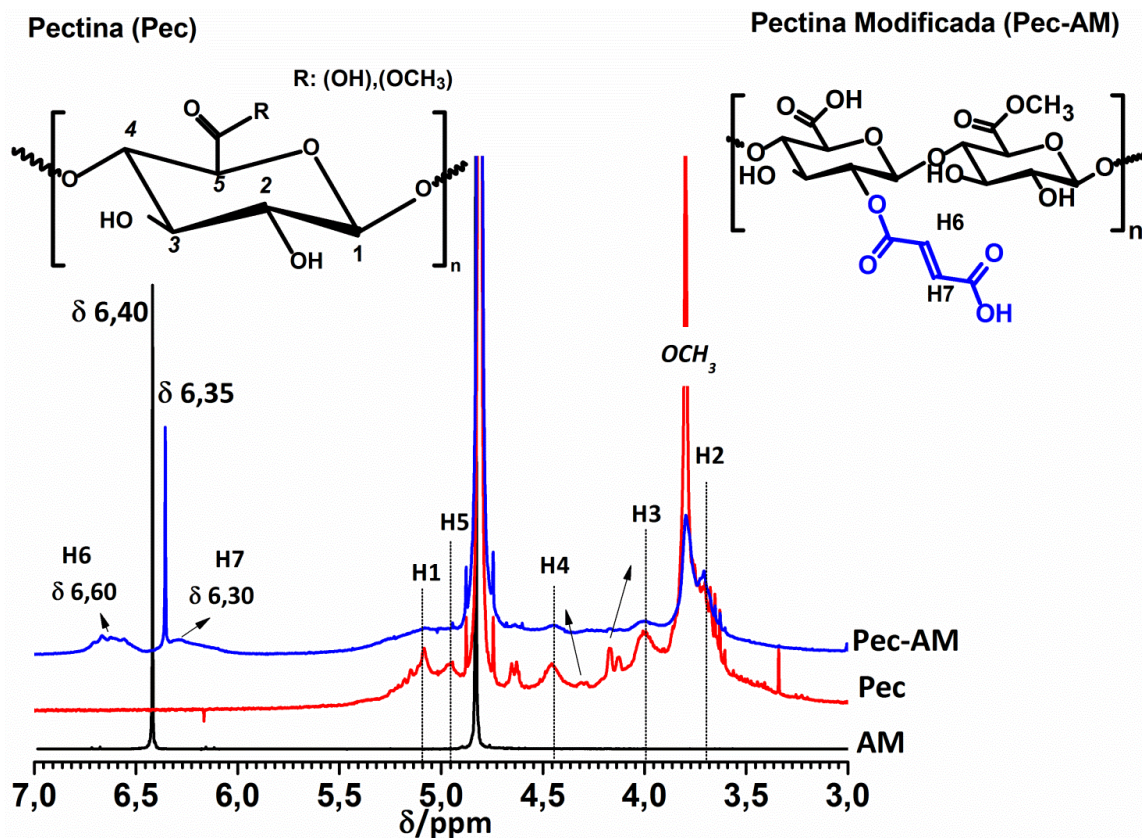 Pectina (Pec)
Pectina Modificada (Pec-AM)
R: (OH),(OCH3)
O
R
4
O
5
2
O
O
HO
3
OH
1
n
O
OH
O
OCH3
O
O
O
O
O
HO
O
HO
OH
n
H6
O
O
H7
OH
δ 6,40
δ 6,35
OCH3
H2
H5
H3
H6
H7
H1
H4
δ 6,60
δ 6,30
Pec-AM
Pec
AM
7,0 6,5 6,0 5,5 5,0 4,5 4,0 3,5 3,0
δ/ppm